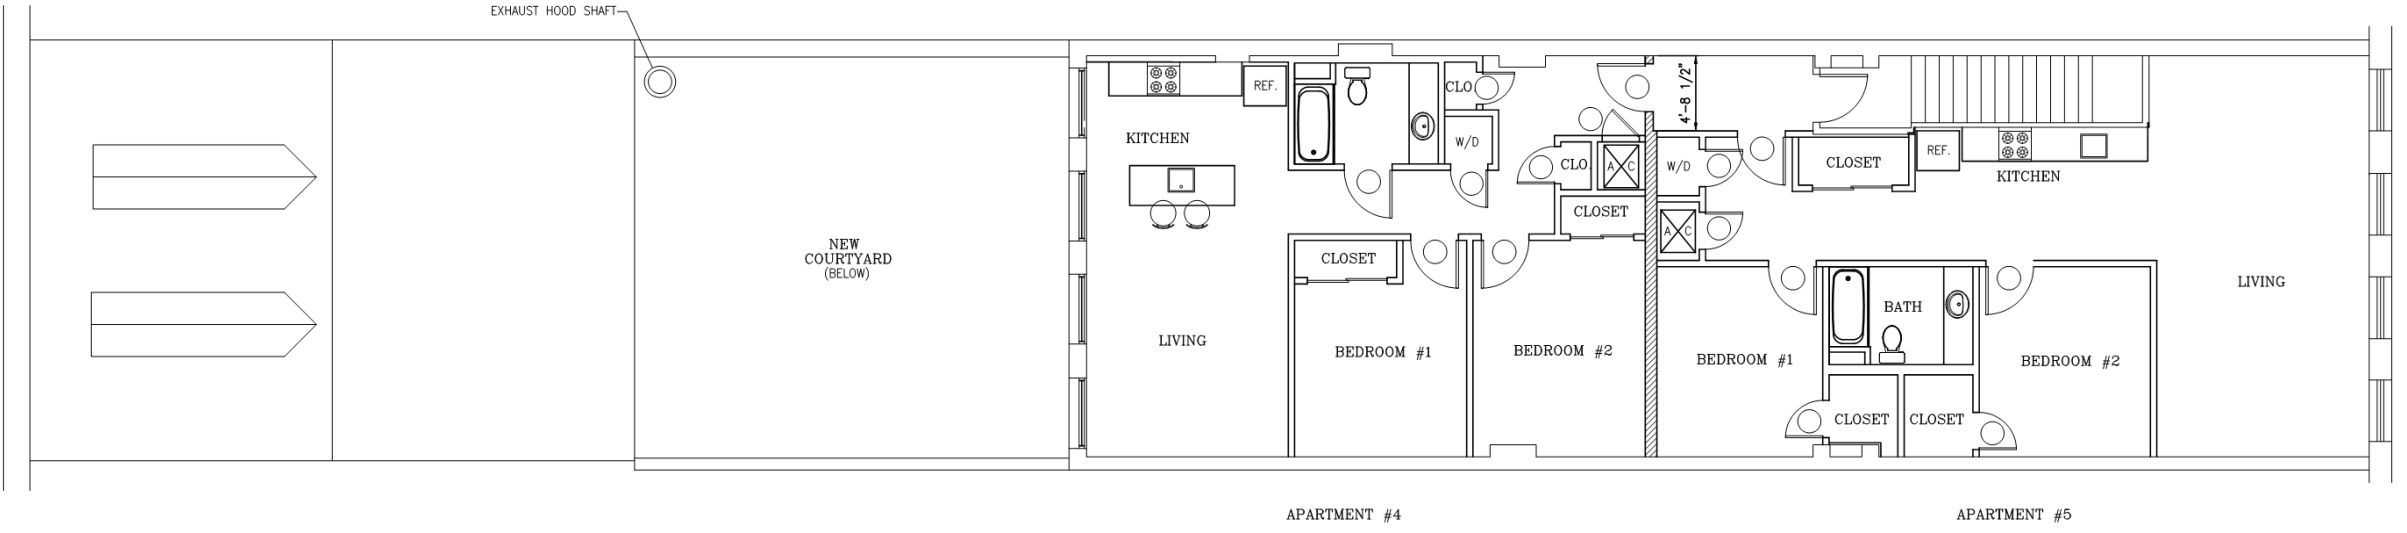 EXHAUST HOOD SHAFT
NEW
COURTYARD
(BELOW)
KITCHEN
REF.
LIVING
CLO.
W/D
CLO.
A C
CLOSET
CLOSET
BEDROOM #1
BEDROOM #2
4'-8 1/2"
W/D
A C
CLOSET
REF.
KITCHEN
BATH
BEDROOM #1
CLOSET
CLOSET
BEDROOM #2
LIVING
APARTMENT #4
APARTMENT #5